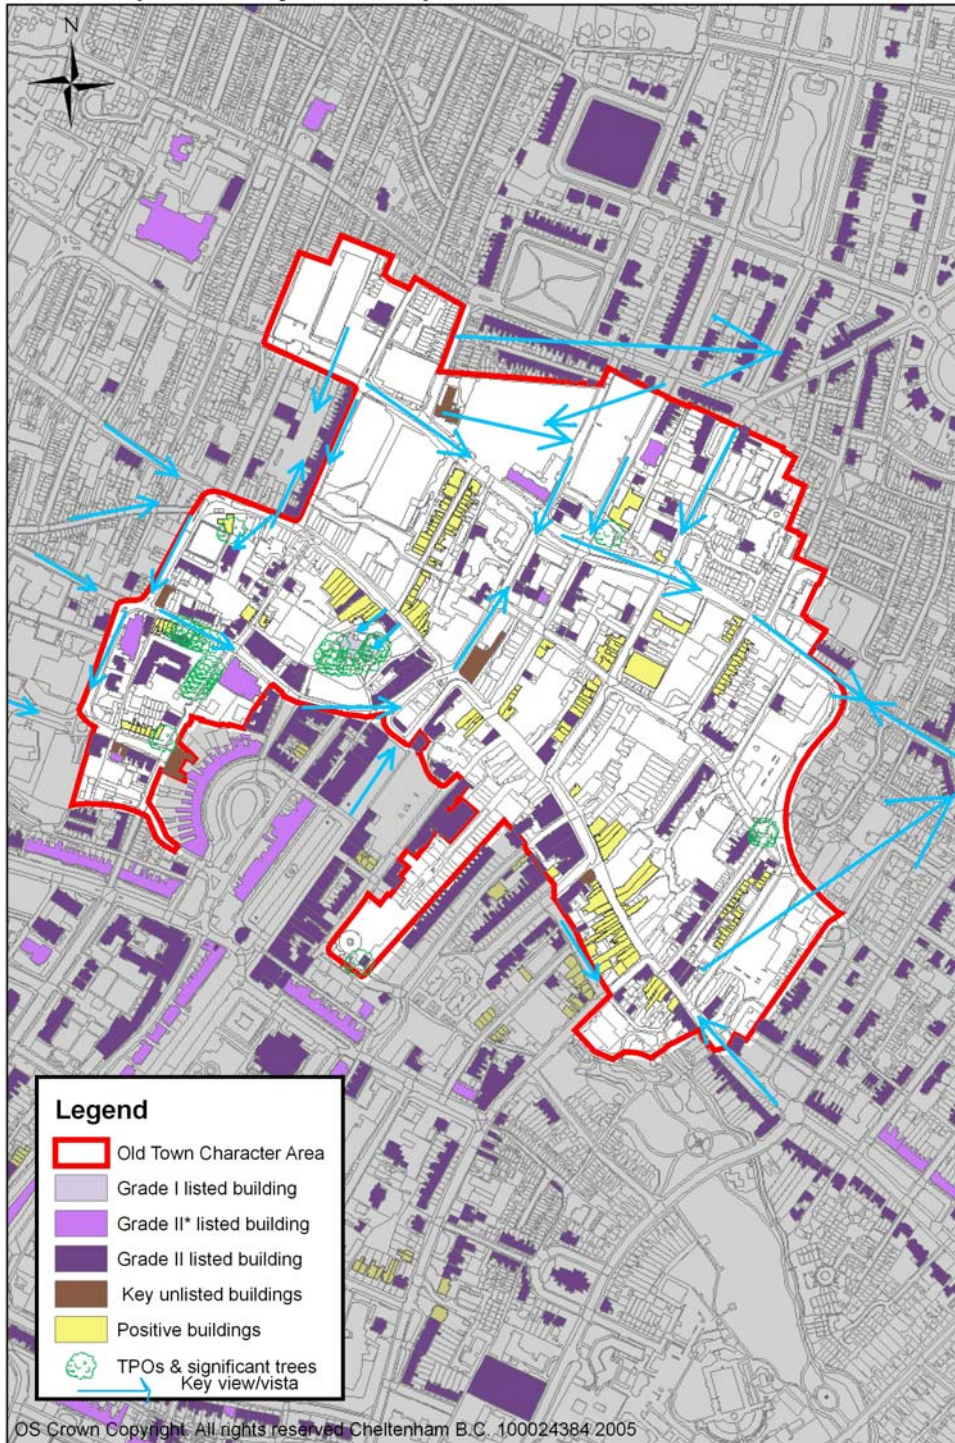 N
Legend
Old Town Character Area
Grade I listed building
Grade II* listed building
Grade II listed building
Key unlisted buildings
Positive buildings
TPOs & significant trees
Key view/vista
OS Crown Copyright. All rights reserved Cheltenham B.C. 100024384 2005